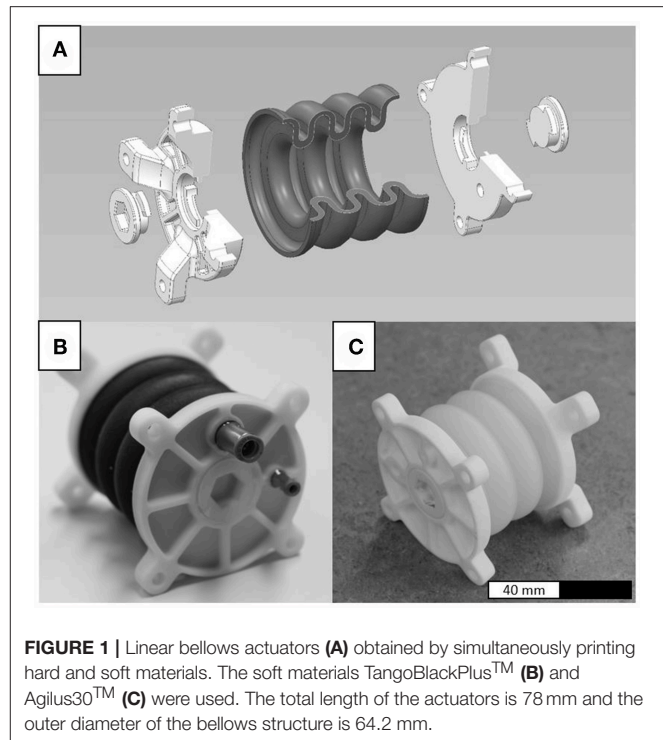 A
B
C
40 mm
FIGURE 1 | Linear bellows actuators (A) obtained by simultaneously printing
hard and soft materials. The soft materials TangoBlackPlus™ (B) and
Agilus30™ (C) were used. The total length of the actuators is 78 mm and the
outer diameter of the bellows structure is 64.2 mm.